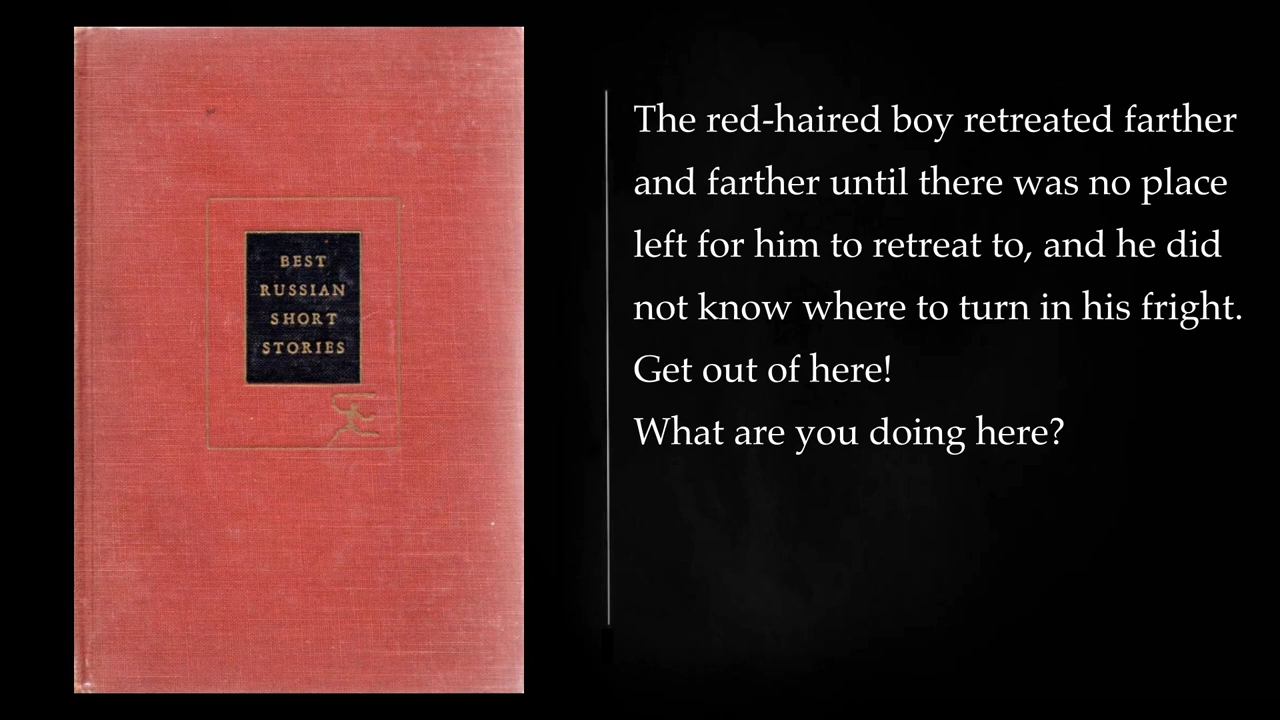 BEST
RUSSIAN
SHORT
STORIES
The red-haired boy retreated farther
and farther until there was no place
left for him to retreat to, and he did
not know where to turn in his fright.
Get out of here!
What are you doing here?